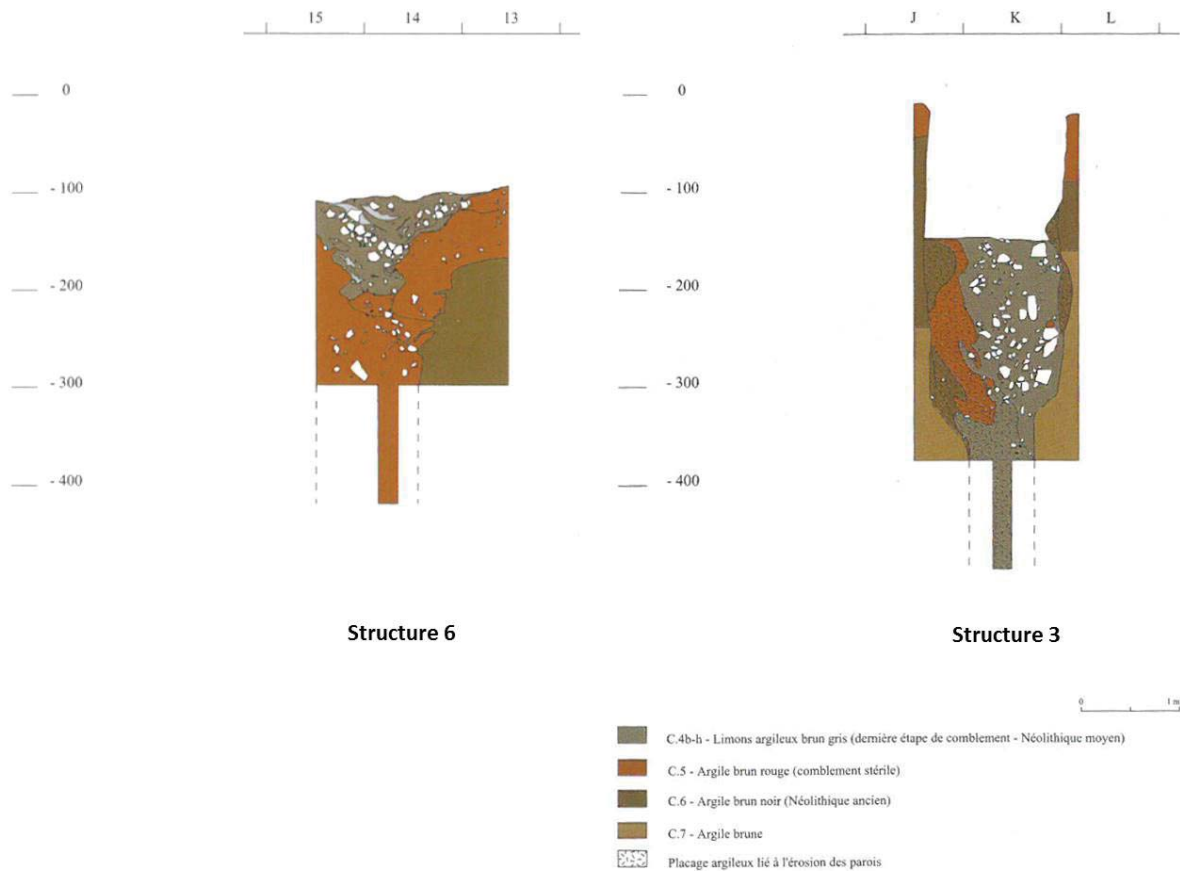 15 14 13
J K L
0
- 100
- 200
- 300
- 400
0
- 100
- 200
- 300
- 400
Structure 6
Structure 3
0 1 m
C.4b-h - Limons argileux brun gris (dernière étape de comblement - Néolithique moyen)
C.5 - Argile brun rouge (comblement stérile)
C.6 - Argile brun noir (Néolithique ancien)
C.7 - Argile brune
Placage argileux lié à l'érosion des parois